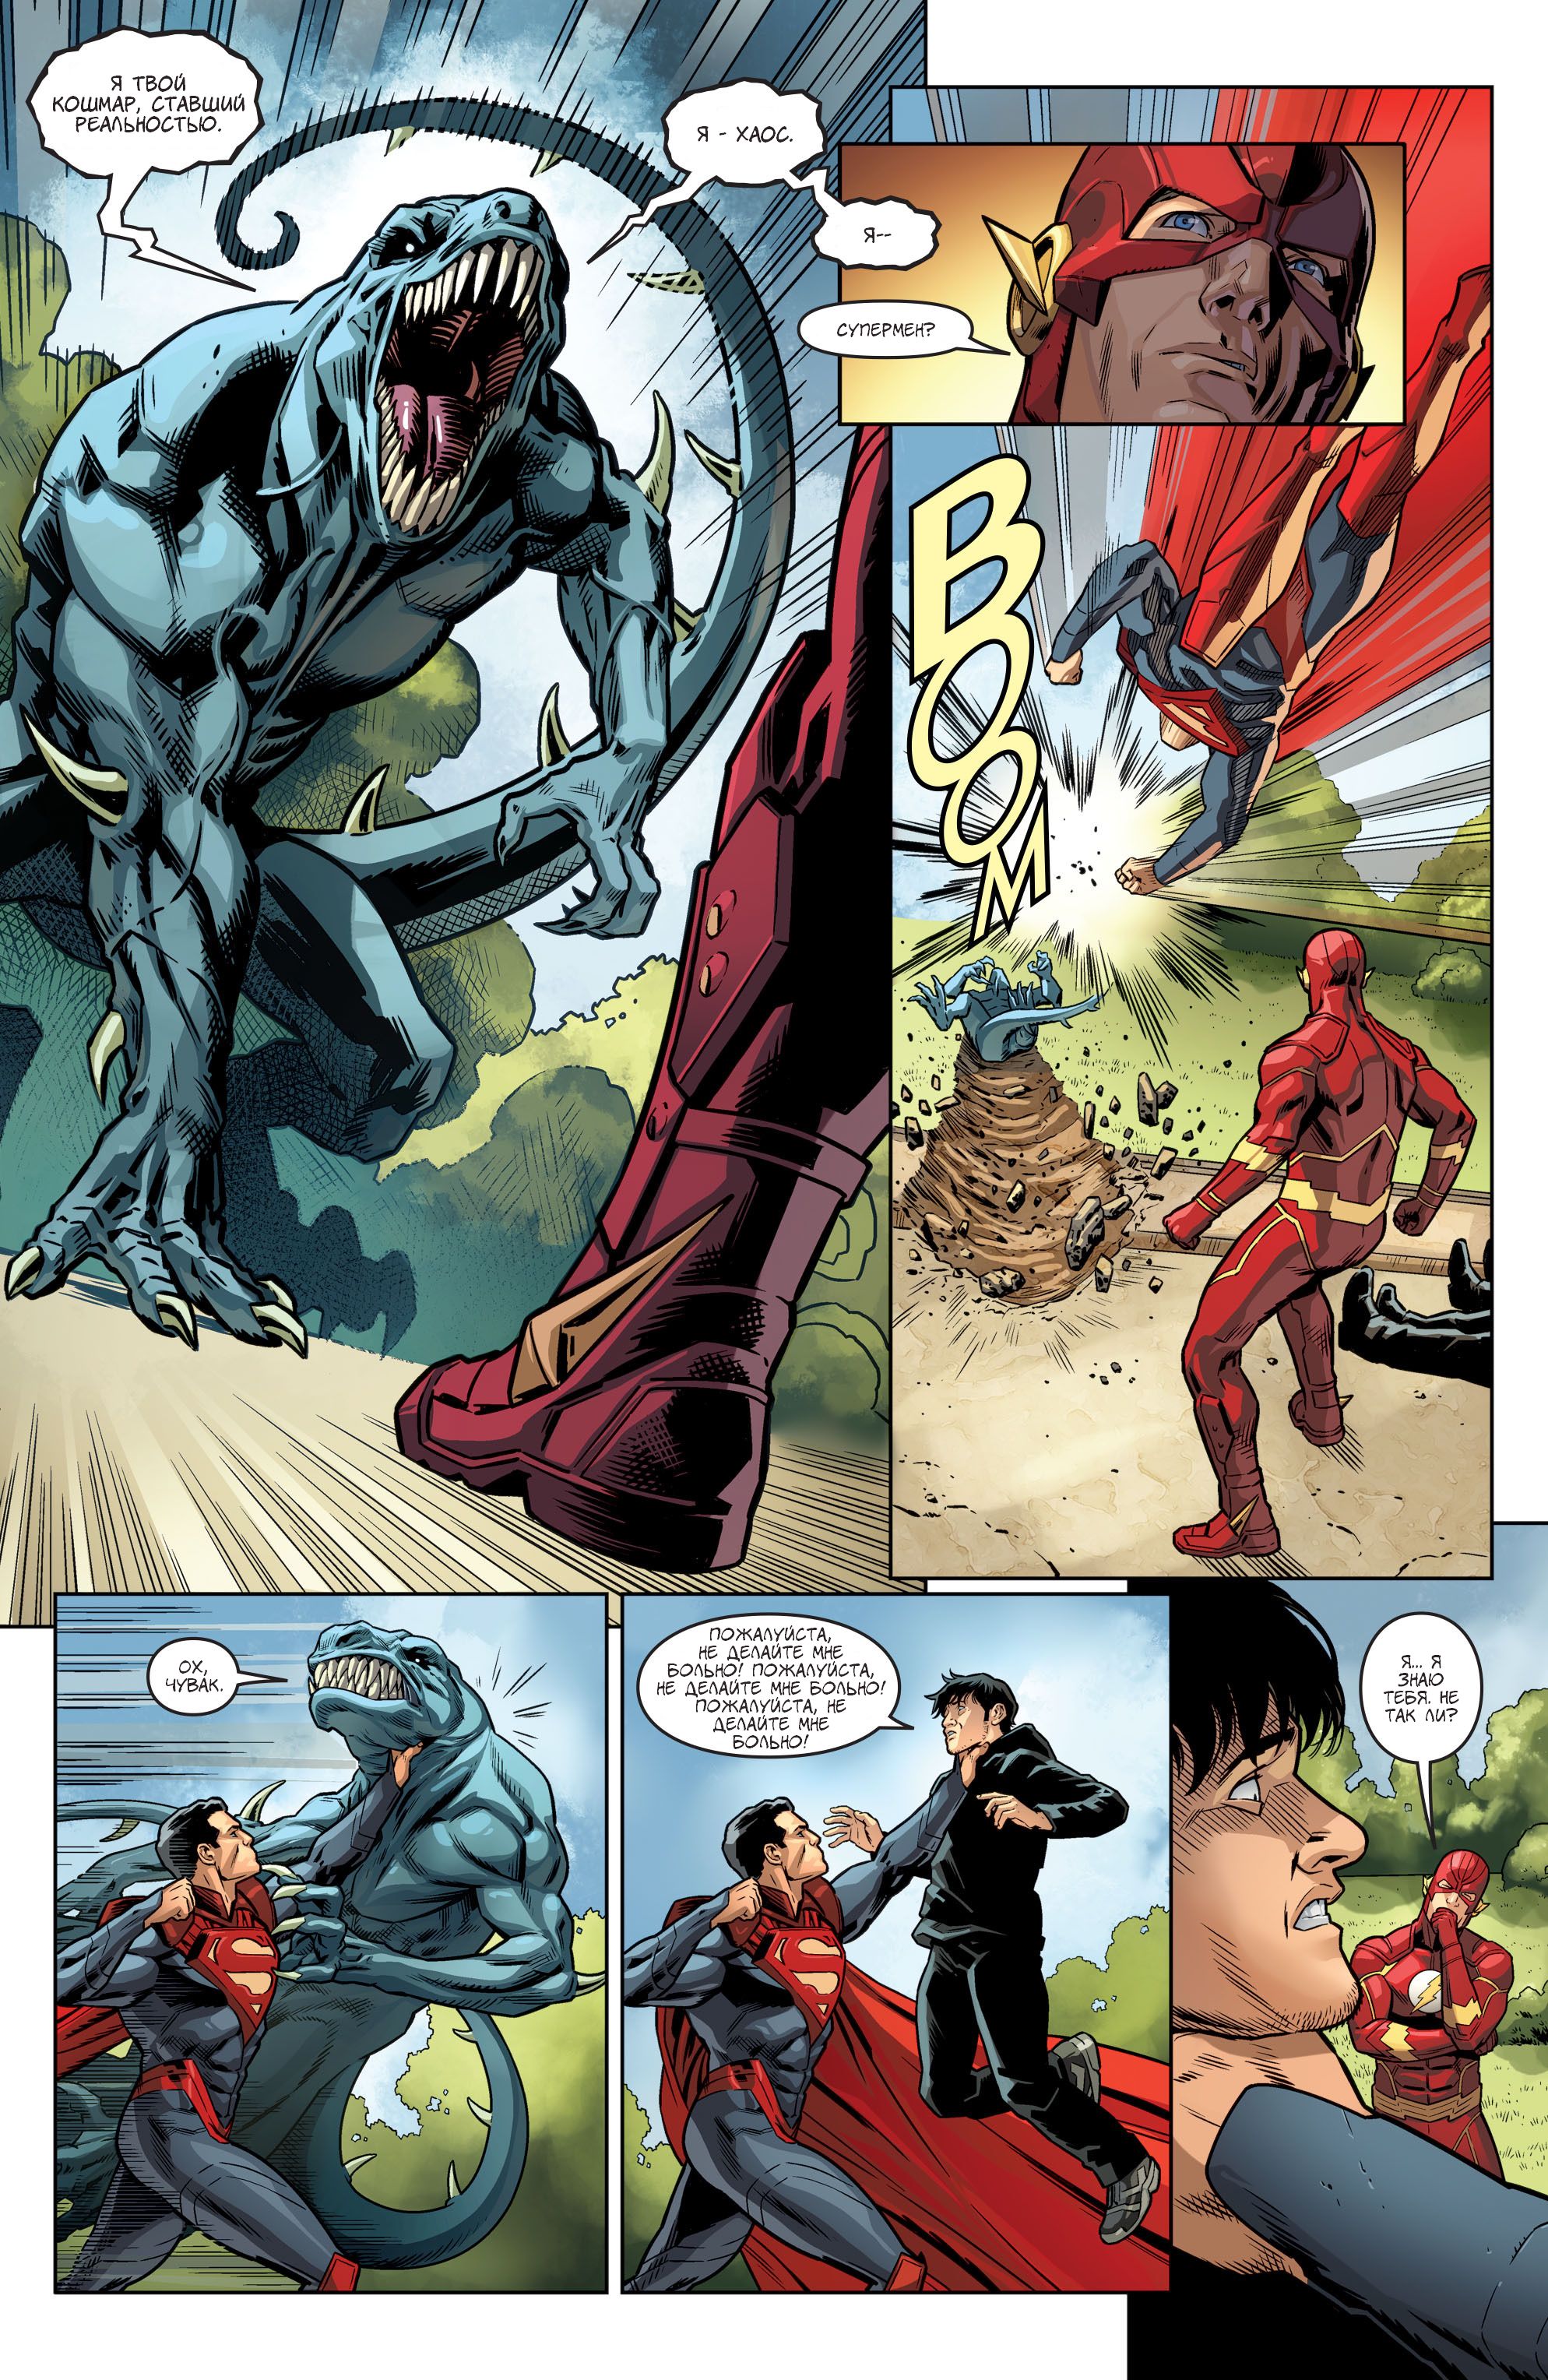 Я ТВОЙ
КОШМАР, СТАВШИЙ
РЕАЛЬНОСТЬЮ.
Я - ХАОС.
Я--
СУПЕРМЕН?
BOOOM
ОХ,
ЧУВАК.
ПОЖАЛУЙСТА,
НЕ ДЕЛАЙТЕ МНЕ
БОЛЬНО! ПОЖАЛУЙСТА,
НЕ ДЕЛАЙТЕ МНЕ БОЛЬНО!
ПОЖАЛУЙСТА, НЕ
ДЕЛАЙТЕ МНЕ
БОЛЬНО!
Я... Я
ЗНАЮ
ТЕБЯ. НЕ
ТАК ЛИ?